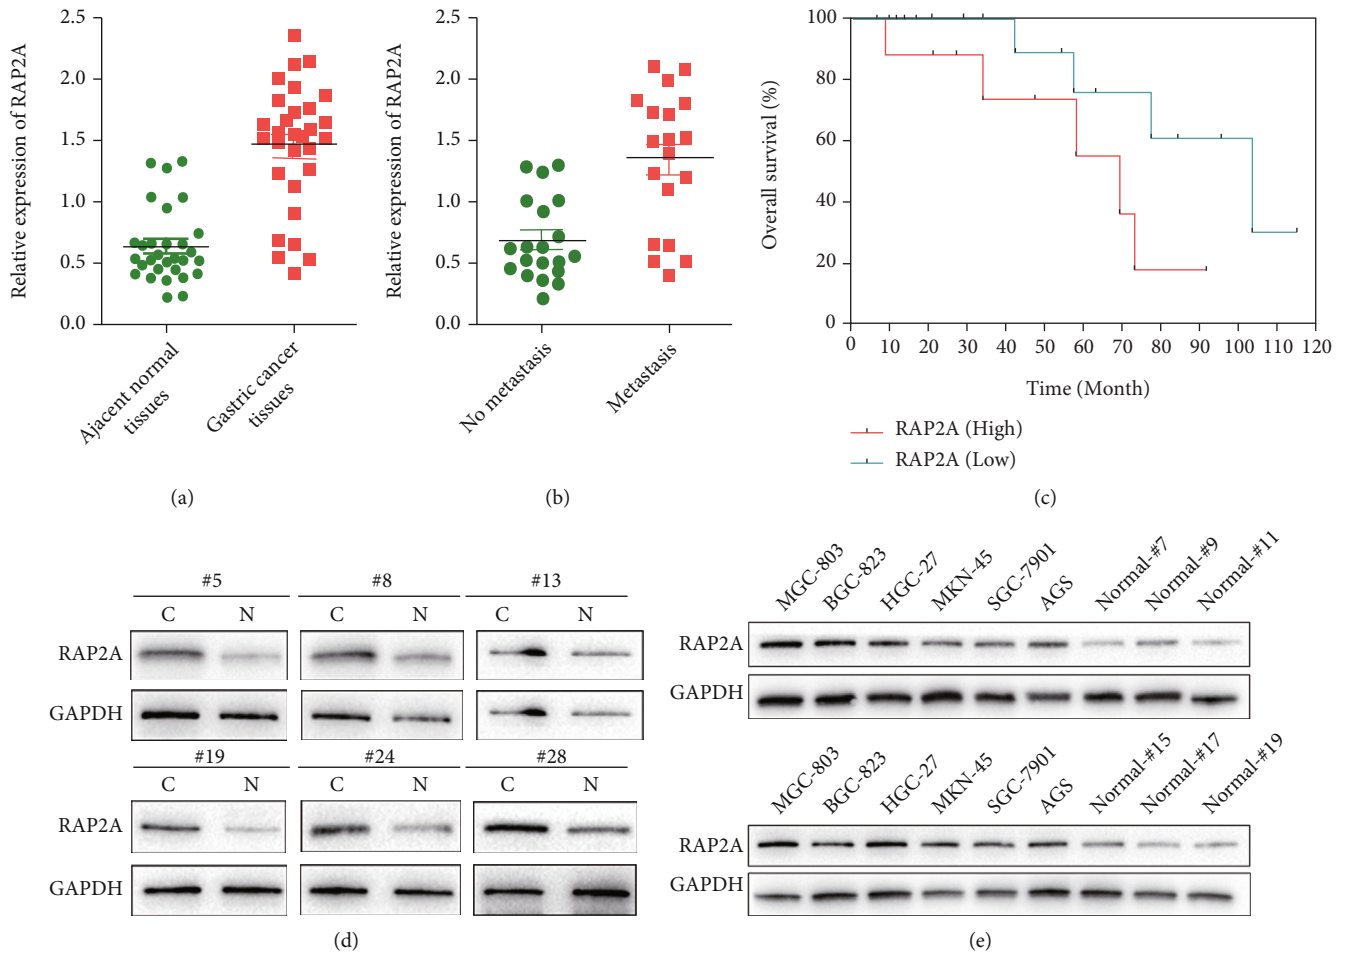 2.5
2.0
1.5
1.0
0.5
0.0
Relative expression of RAP2A
Ajacent normal
tissues
Gastric cancer
tissues
(a)
2.5
2.0
1.5
1.0
0.5
0.0
Relative expression of RAP2A
No metastasis
Metastasis
(b)
100
80
60
40
20
0
Overall survival (%)
0 10 20 30 40 50 60 70 80 90 100 110 120
Time (Month)
RAP2A (High)
RAP2A (Low)
(c)
#5 #8 #13
C N C N C N
RAP2A
GAPDH
#19 #24 #28
C N C N C N
RAP2A
GAPDH
(d)
MGC-803 BGC-823 HGC-27 MKN-45 SGC-7901 AGS Normal-#7 Normal-#9 Normal-#11
RAP2A
GAPDH
MGC-803 BGC-823 HGC-27 MKN-45 SGC-7901 AGS Normal-#15 Normal-#17 Normal-#19
RAP2A
GAPDH
(e)